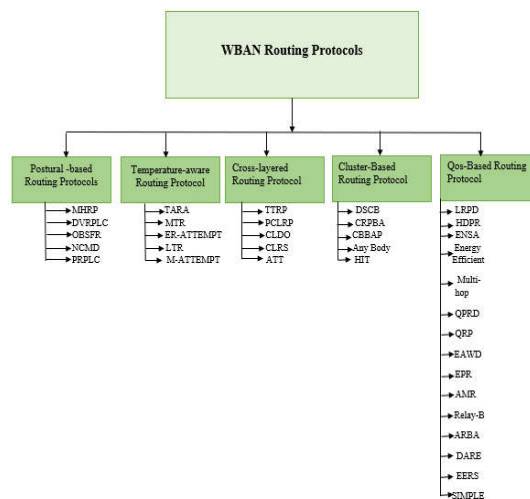 WBAN Routing Protocols
Postural -based
Routing Protocols
MHRP
DVRPLC
OBSFR
NCMD
PRPLC
Temperature-aware
Routing Protocol
TARA
MTR
ER-ATTEMPT
LTR
M-ATTEMPT
Cross-layered
Routing Protocol
TTRP
PCLRP
CLDO
CLRS
ATT
Cluster-Based
Routing Protocol
DSCB
CRPBA
CBBAP
Any Body
HIT
Qos-Based Routing
Protocol
LRPD
HDPR
ENSA
Energy
Efficient
Multi-
hop
QPRD
QRP
EAWD
EPR
AMR
Relay-B
ARBA
DARE
EERS
SIMPLE